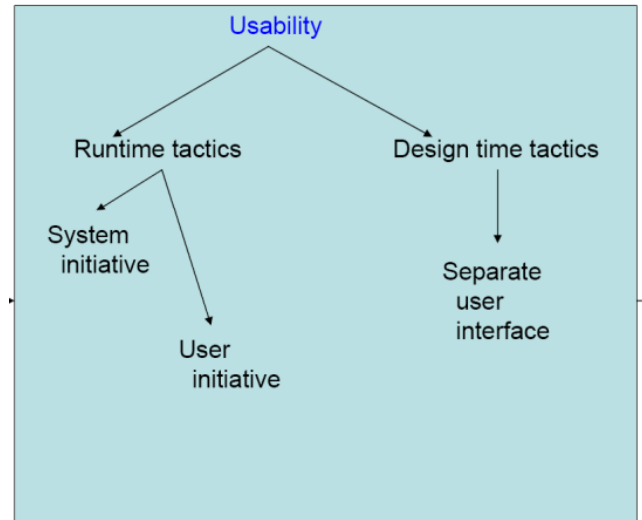 Usability
Runtime tactics
Design time tactics
System
initiative
User
initiative
Separate
user
interface